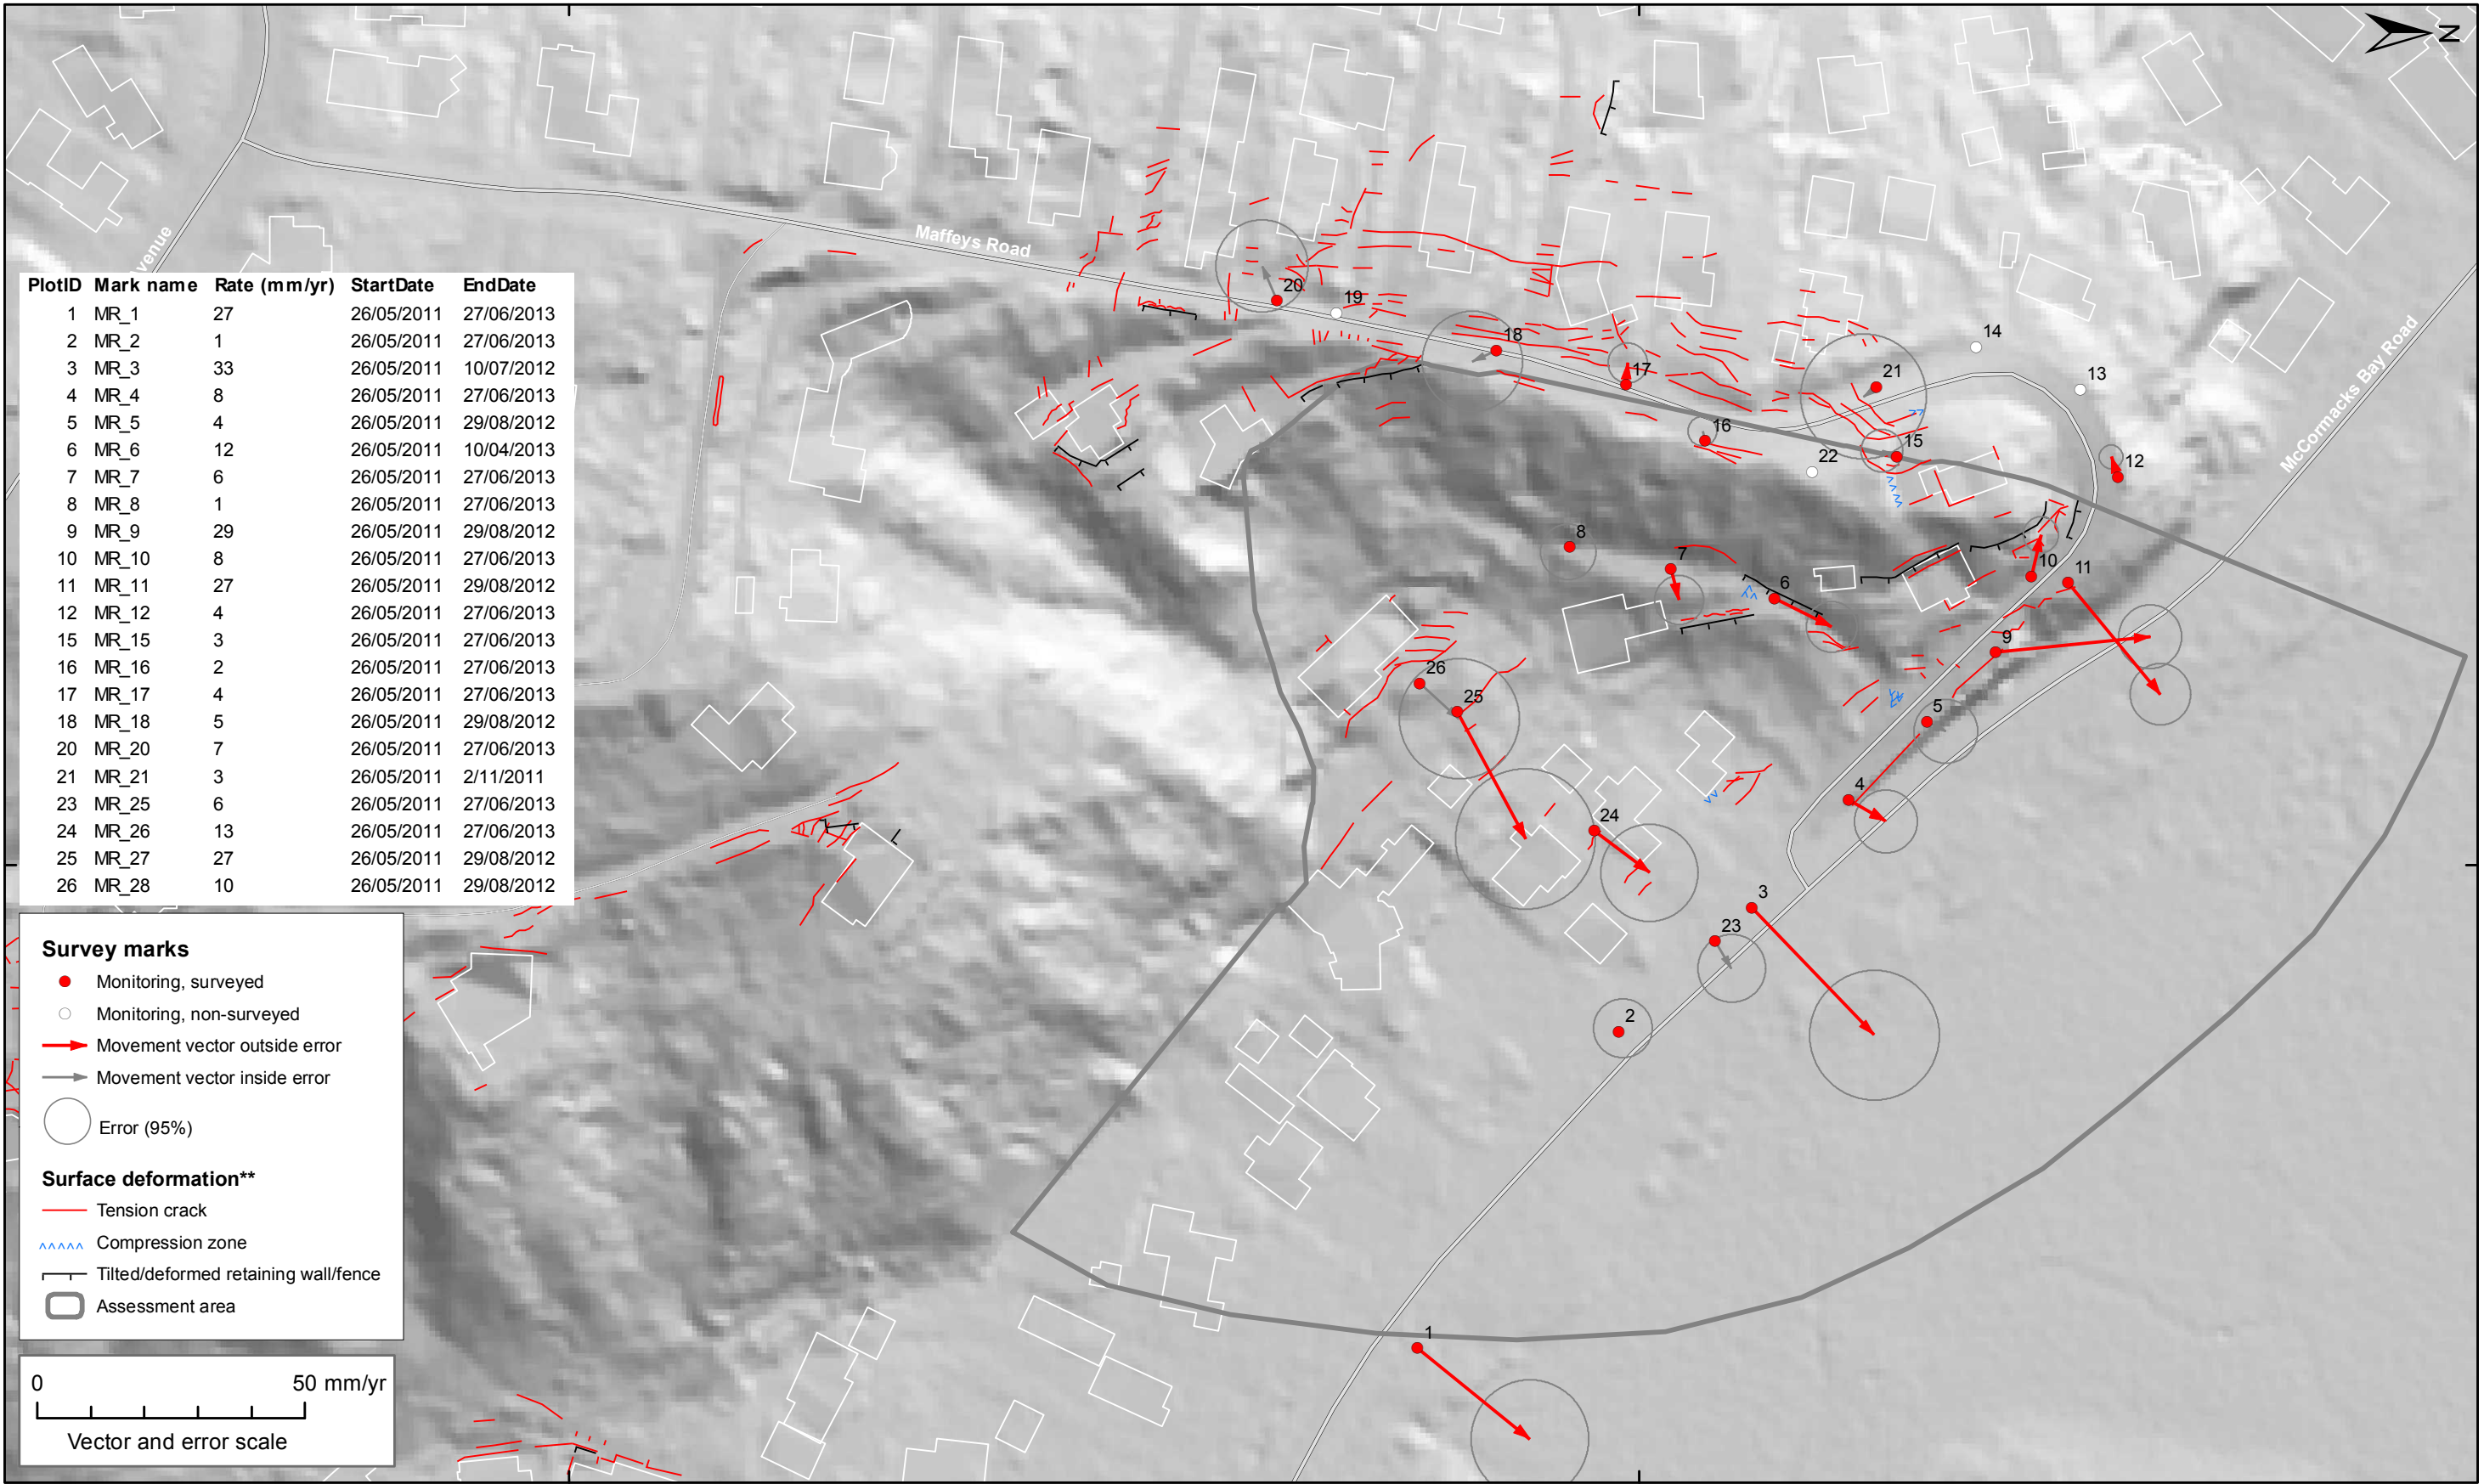 N
Maffeys Road
McCormacks Bay Road
venue
PlotID Mark name Rate (mm/yr) StartDate EndDate
1 MR_1 27 26/05/2011 27/06/2013
2 MR_2 1 26/05/2011 27/06/2013
3 MR_3 33 26/05/2011 10/07/2012
4 MR_4 8 26/05/2011 27/06/2013
5 MR_5 4 26/05/2011 29/08/2012
6 MR_6 12 26/05/2011 10/04/2013
7 MR_7 6 26/05/2011 27/06/2013
8 MR_8 1 26/05/2011 27/06/2013
9 MR_9 29 26/05/2011 29/08/2012
10 MR_10 8 26/05/2011 27/06/2013
11 MR_11 27 26/05/2011 29/08/2012
12 MR_12 4 26/05/2011 27/06/2013
15 MR_15 3 26/05/2011 27/06/2013
16 MR_16 2 26/05/2011 27/06/2013
17 MR_17 4 26/05/2011 27/06/2013
18 MR_18 5 26/05/2011 29/08/2012
20 MR_20 7 26/05/2011 27/06/2013
21 MR_21 3 26/05/2011 2/11/2011
23 MR_25 6 26/05/2011 27/06/2013
24 MR_26 13 26/05/2011 27/06/2013
25 MR_27 27 26/05/2011 29/08/2012
26 MR_28 10 26/05/2011 29/08/2012
20
19
18
14
17
21
13
16
15
22
12
8
7
6
10
11
9
26
25
5
4
24
3
23
2
1
Survey marks
Monitoring, surveyed
Monitoring, non-surveyed
Movement vector outside error
Movement vector inside error
Error (95%)
Surface deformation**
Tension crack
Compression zone
Tilted/deformed retaining wall/fence
Assessment area
0 50 mm/yr
Vector and error scale